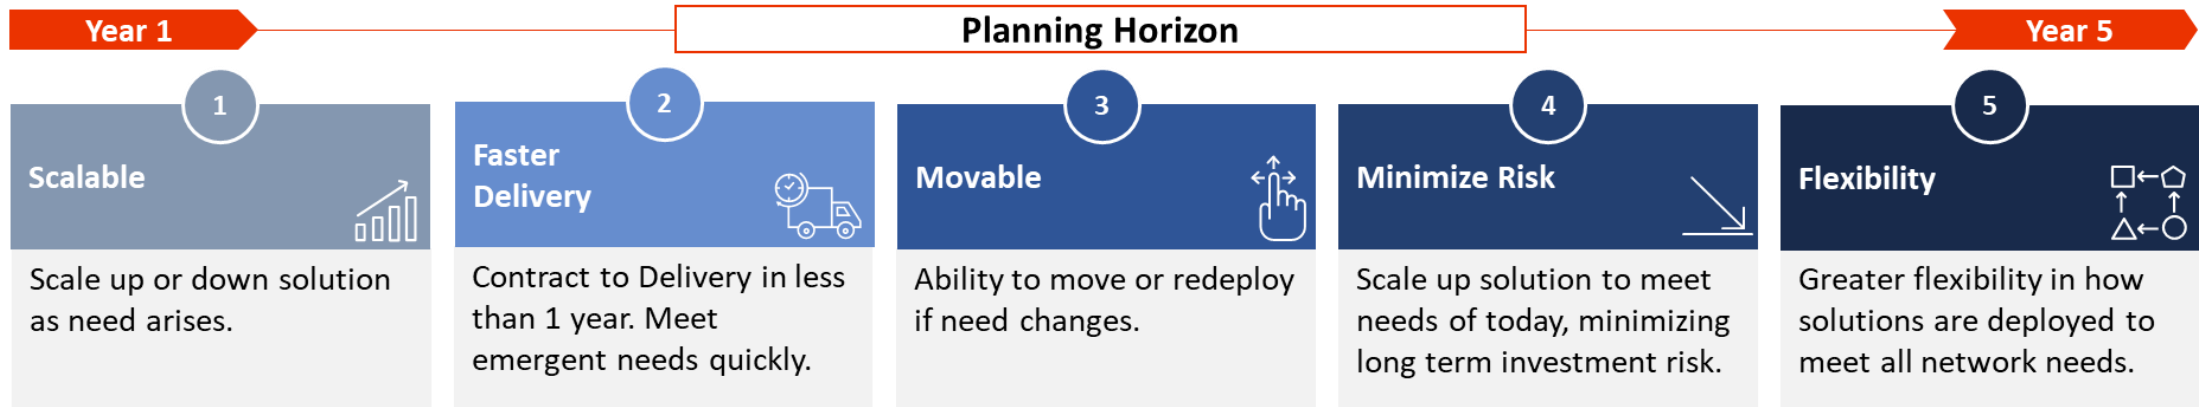 Year 1
Planning Horizon
Year 5
1
Scalable
Scale up or down solution
as need arises.
2
Faster
Delivery
Contract to Delivery in less
than 1 year. Meet
emergent needs quickly.
3
Movable
Ability to move or redeploy
if need changes.
4
Minimize Risk
Scale up solution to meet
needs of today, minimizing
long term investment risk.
5
Flexibility
Greater flexibility in how
solutions are deployed to
meet all network needs.